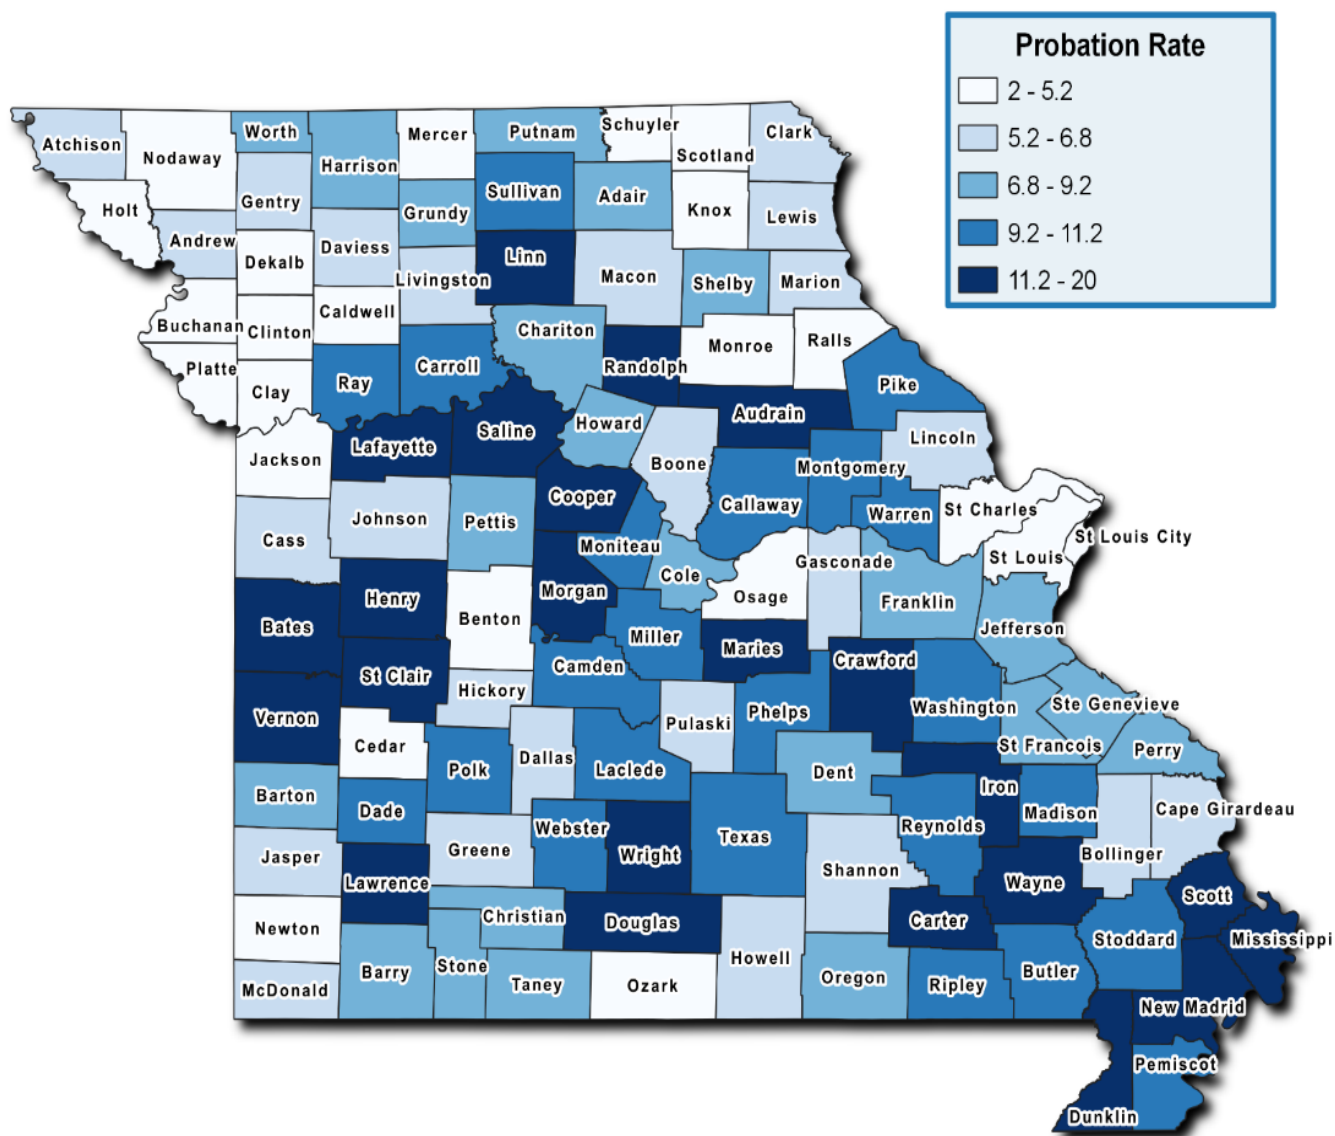 Probation Rate
2 - 5.2
5.2 - 6.8
6.8 - 9.2
9.2 - 11.2
11.2 - 20
Atchison
Nodaway
Worth
Harrison
Mercer
Putnam
Schuyler
Scotland
Clark
Holt
Gentry
Grundy
Sullivan
Adair
Knox
Lewis
Andrew
Dekalb
Daviess
Livingston
Linn
Macon
Shelby
Marion
Buchanan
Clinton
Caldwell
Chariton
Randolph
Monroe
Ralls
Platte
Clay
Ray
Carroll
Pike
Audrain
Howard
Saline
Lafayette
Jackson
Boone
Lincoln
Montgomery
Cooper
Callaway
Warren
St Charles
Johnson
Pettis
Cass
Moniteau
St Louis City
St Louis
Gasconade
Cole
Osage
Franklin
Morgan
Henry
Benton
Bates
Miller
Jefferson
Maries
Crawford
Camden
St Clair
Hickory
Vernon
Pulaski
Phelps
Washington
Ste Genevieve
St Francois
Perry
Cedar
Polk
Dallas
Laclede
Dent
Iron
Barton
Dade
Webster
Texas
Reynolds
Madison
Cape Girardeau
Jasper
Greene
Wright
Shannon
Bollinger
Lawrence
Wayne
Scott
Newton
Christian
Douglas
Carter
Stoddard
Mississippi
McDonald
Barry
Stone
Taney
Ozark
Howell
Oregon
Ripley
Butler
New Madrid
Pemiscot
Dunklin